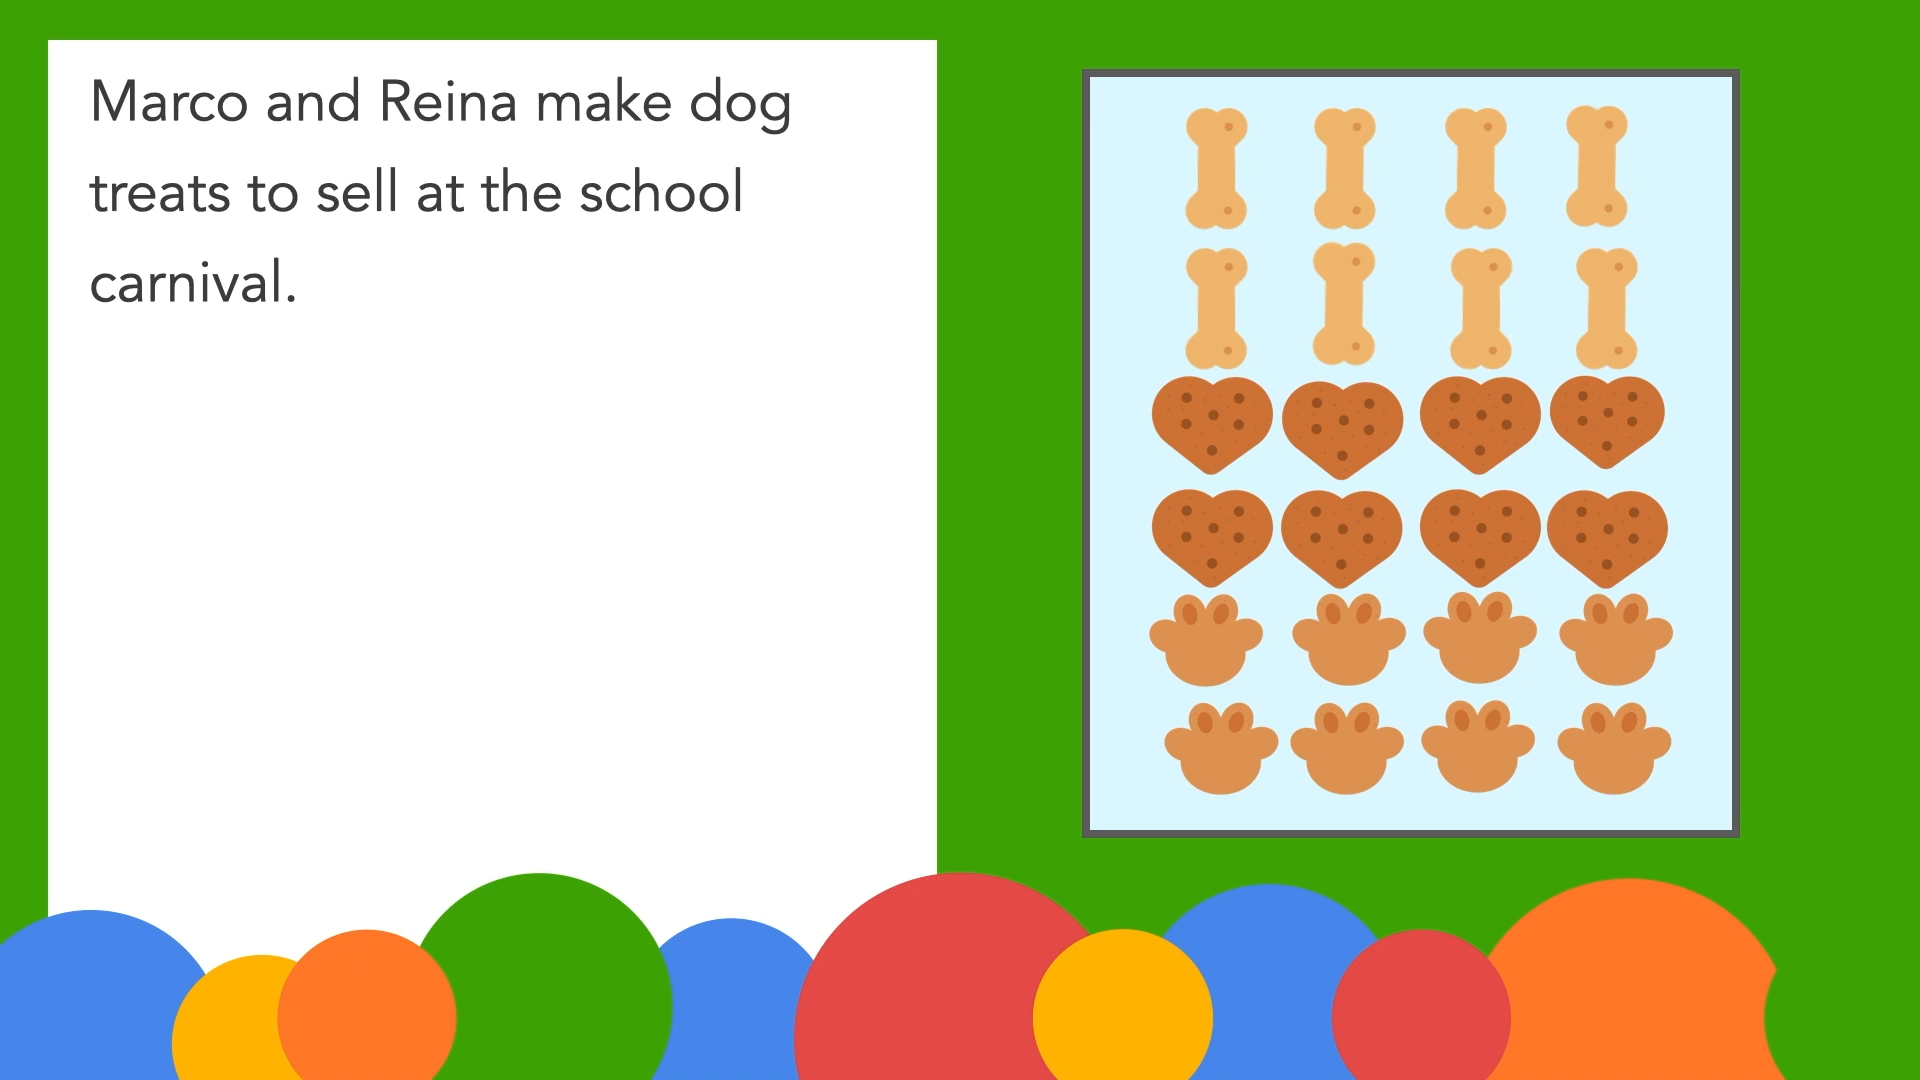 Marco and Reina make dog
treats to sell at the school
carnival.